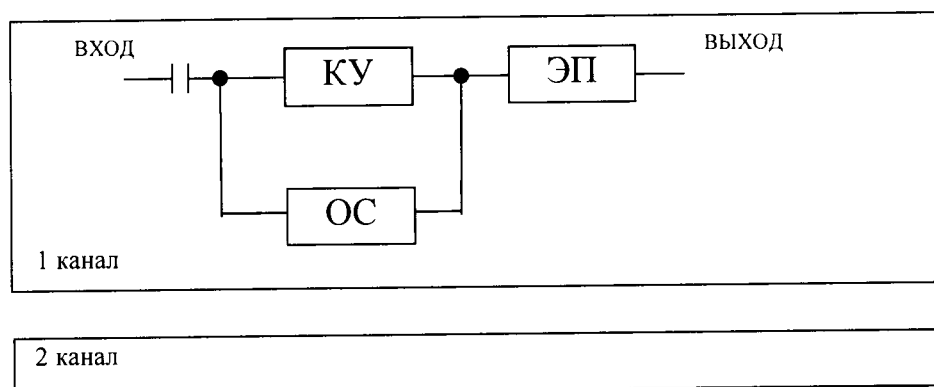 ВХОД
ВЫХОД
КУ
ЭП
ОС
1 канал
2 канал